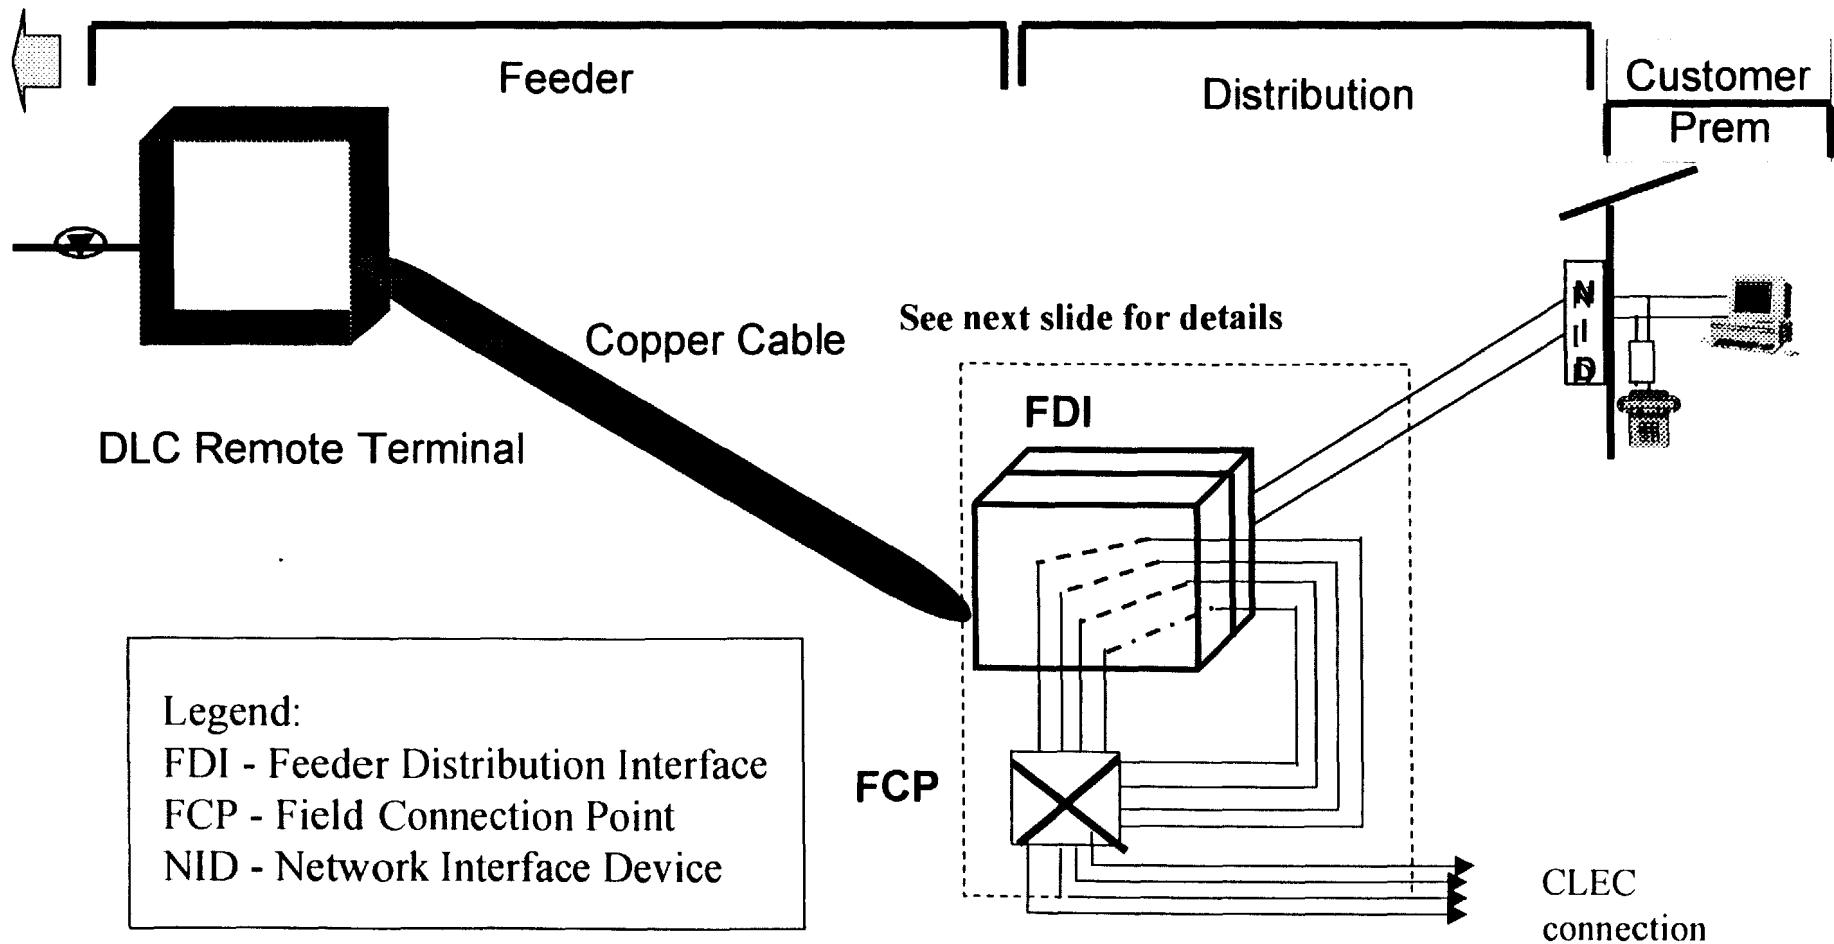 Feeder
Distribution
Customer
Prem
See next slide for details
Copper Cable
N
I
D
FDI
DLC Remote Terminal
Legend:
FDI - Feeder Distribution Interface
FCP - Field Connection Point
NID - Network Interface Device
FCP
CLEC
connection